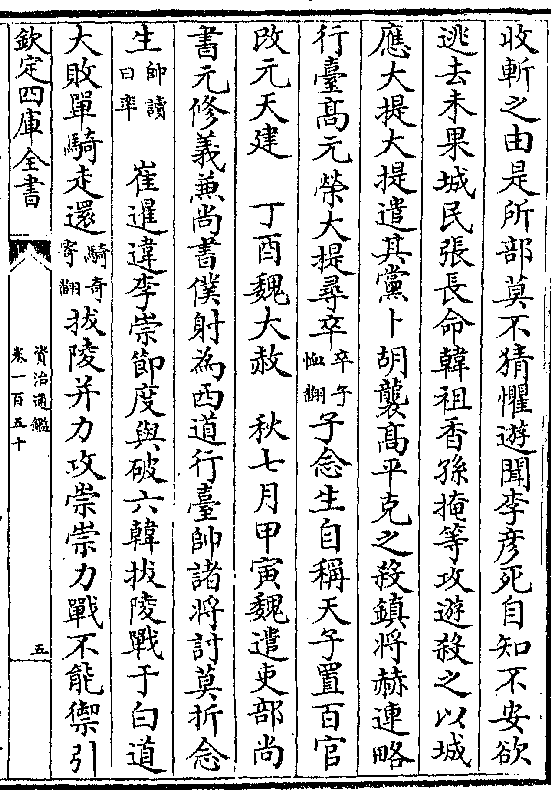 收斬之由是所部莫不猜懼遊聞李彦死自知不安欲
逃去未果城民張長命韓祖香孫掩等攻遊殺之以城
應大提大提遣其黨卜胡襲髙平克之殺鎮將赫連略
行臺髙元榮大提尋卒卒子恤翻子念生自稱天子置百官
改元天建　丁酉魏大赦　秋七月甲寅魏遣吏部尚
書元修義兼尚書僕射為西道行臺帥諸將討莫折念
生帥讀曰率　崔暹違李崇節度與破六韓拔陵戰于白道
大敗單騎走還騎奇寄翻拔陵并力攻崇崇力戰不能禦引
欽定四庫全書
資治通鑑
卷一百五十
五